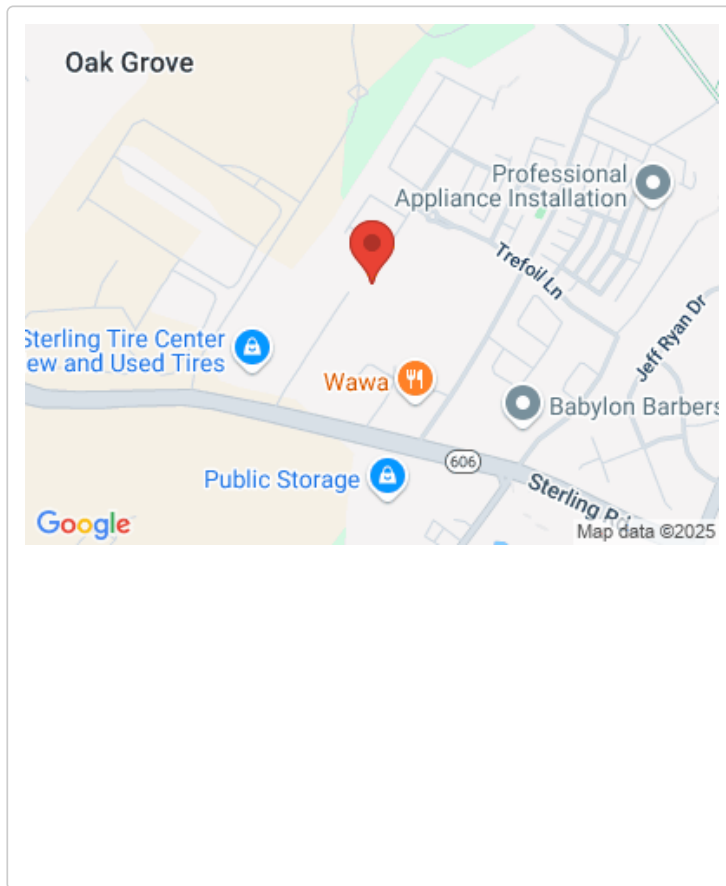 Oak Grove
Professional
Appliance Installation
Trefoil Ln
Jeff Ryan Dr
Sterling Tire Center
ew and Used Tires
Wawa
Babylon Barbers
606
Public Storage
Sterling Rd
Google
Map data ©2025